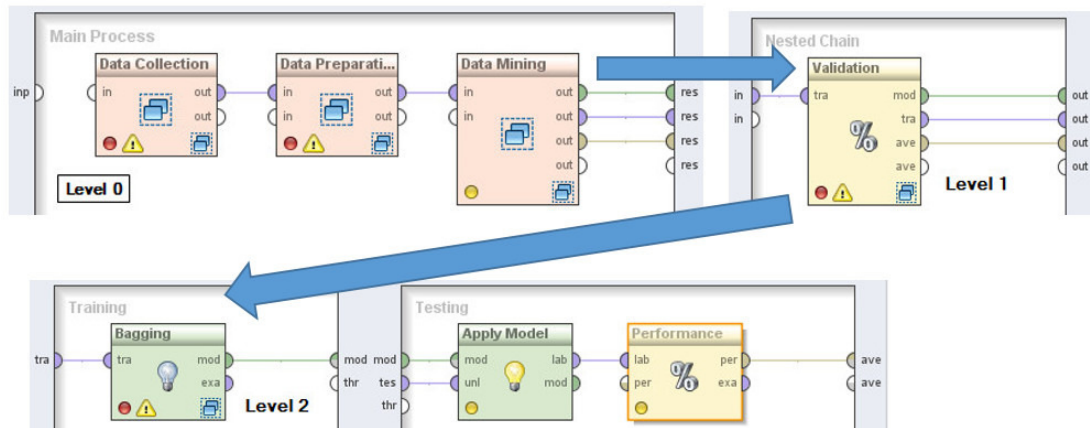 Main Process
Nested Chain
Data Collection
Data Preparati...
Data Mining
Validation
inp
in out
in out
in out
res
in tra mod out
out
in out
in out
res
in tra out
out
res
ave out
out
res
ave out
Level 0
Level 1
Training
Testing
Bagging
Apply Model
Performance
tra tra mod mod mod mod lab lab per ave
exa thr tes unl mod per exa ave
Level 2
thr